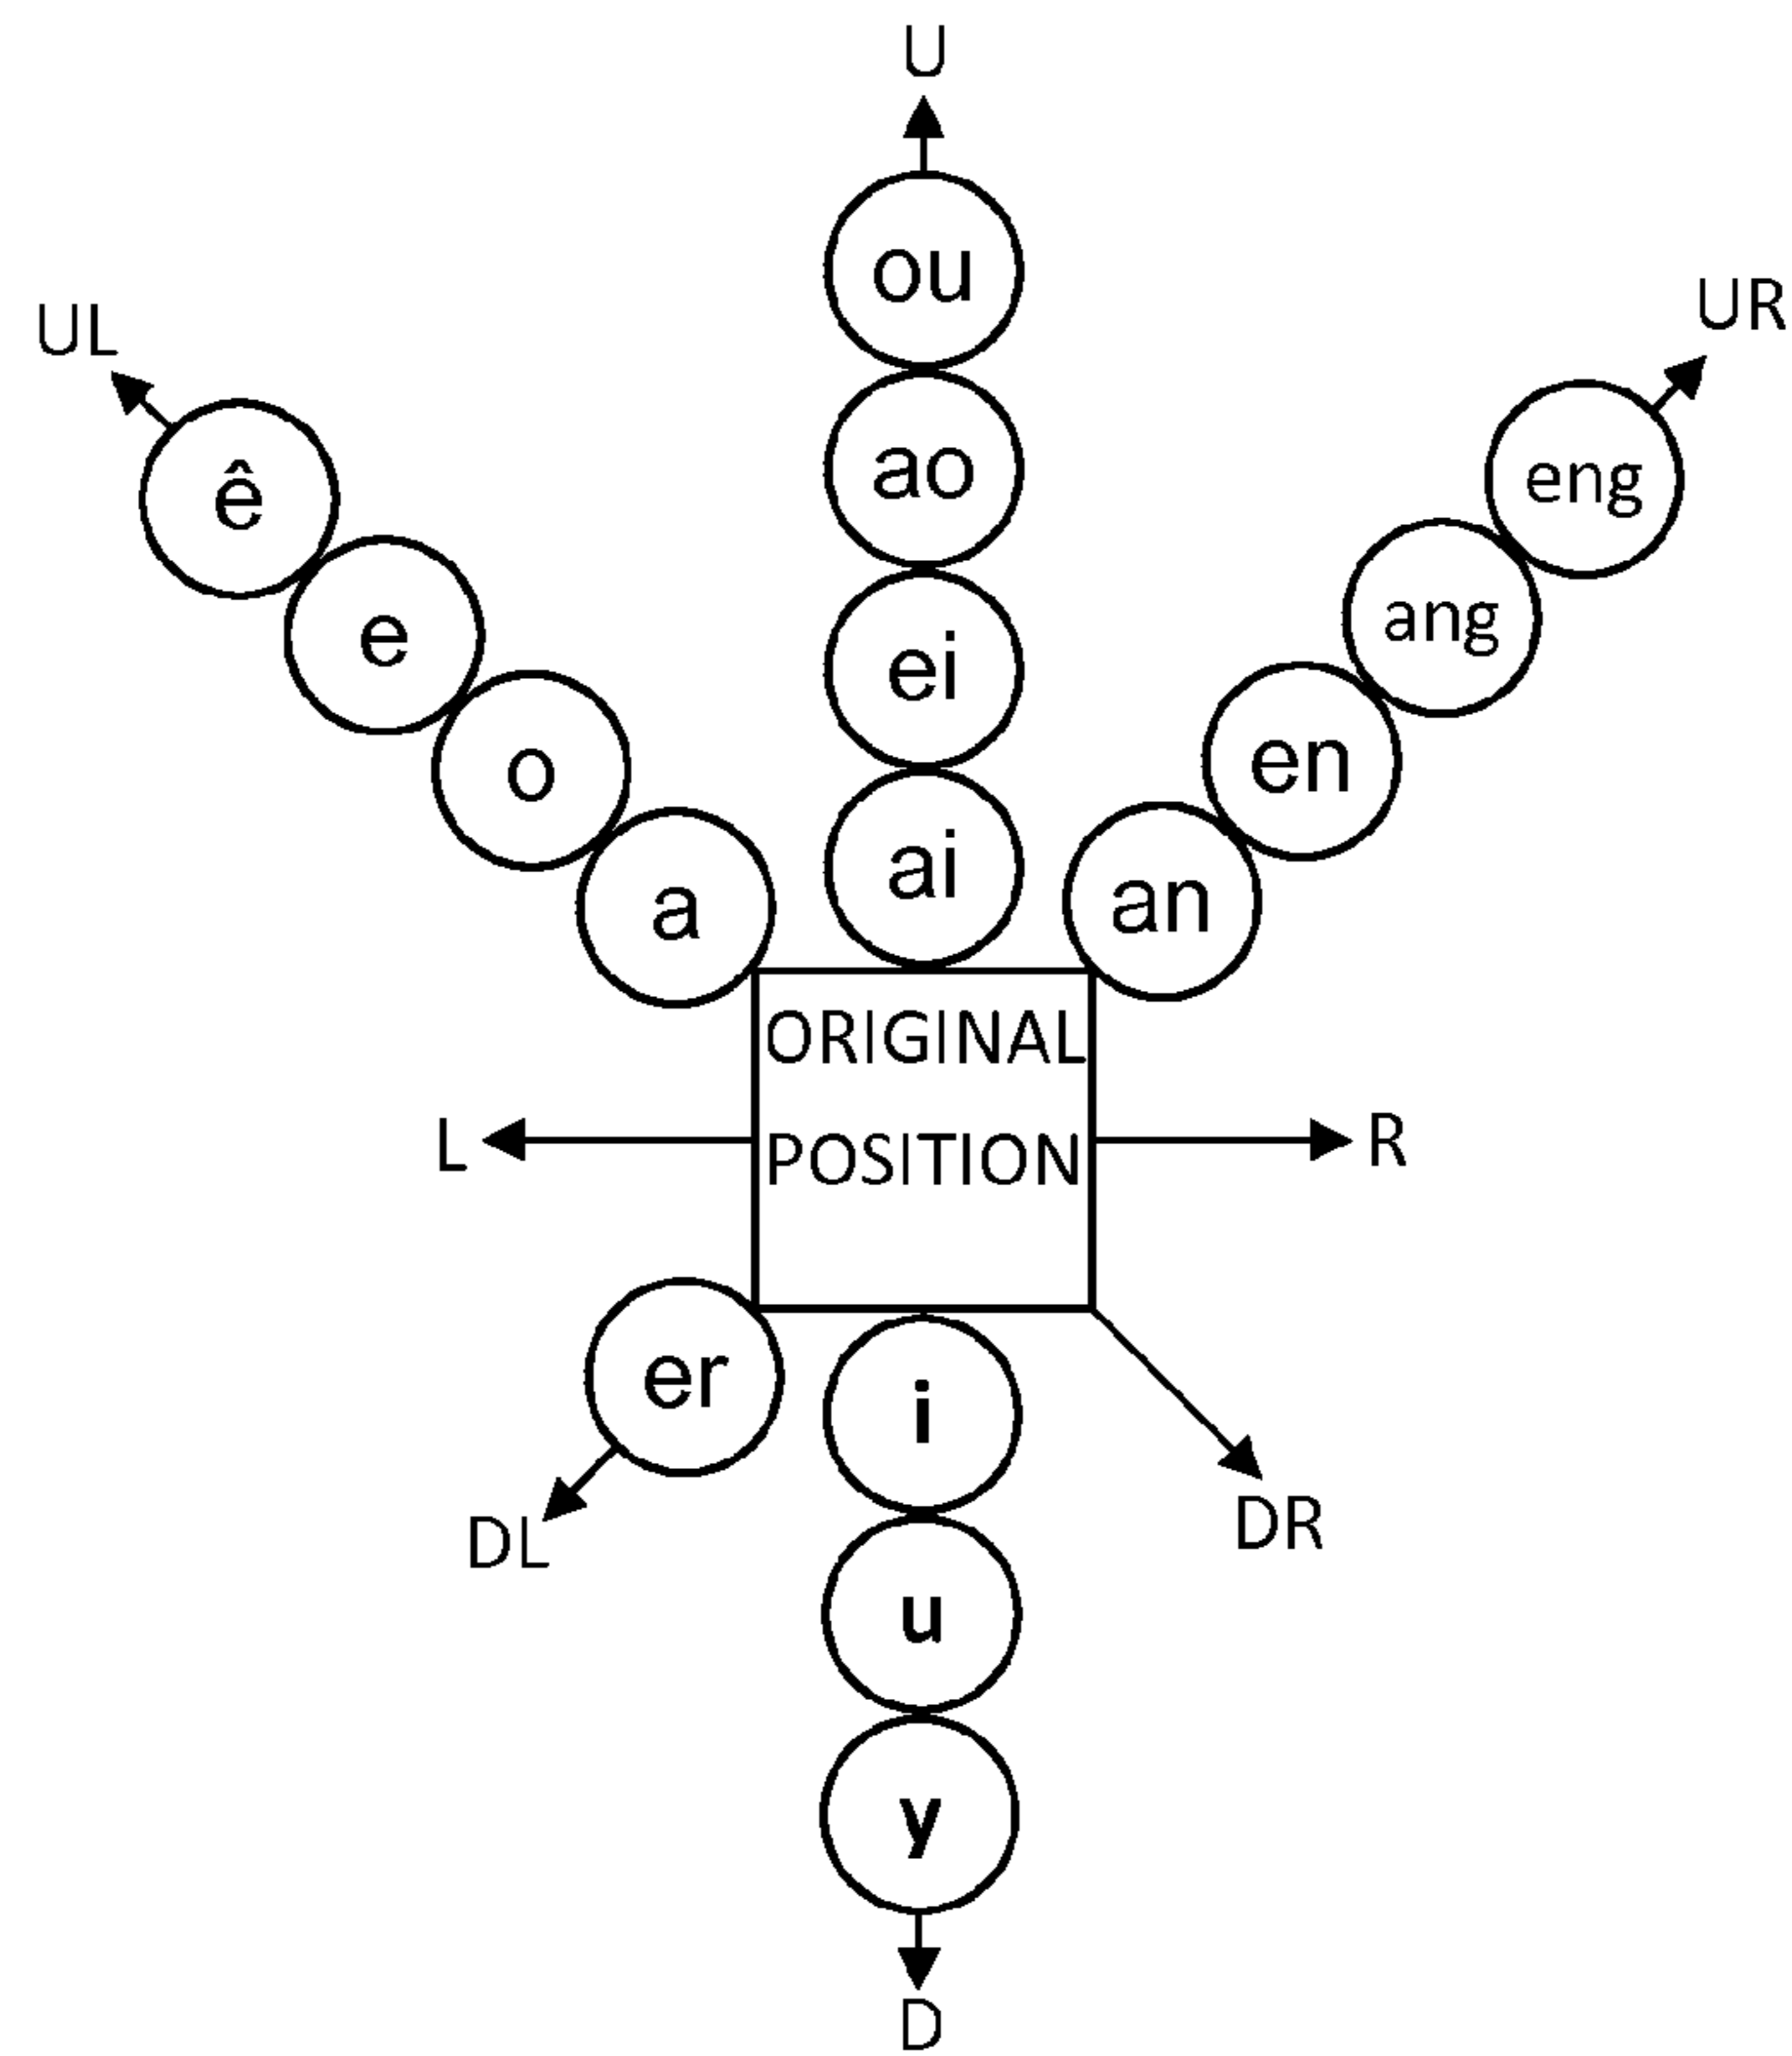 U
ou
UL
UR
ao
ê
eng
e
ang
ei
o
en
ai
a
an
ORIGINAL
POSITION
L
R
er
i
DL
DR
u
y
D